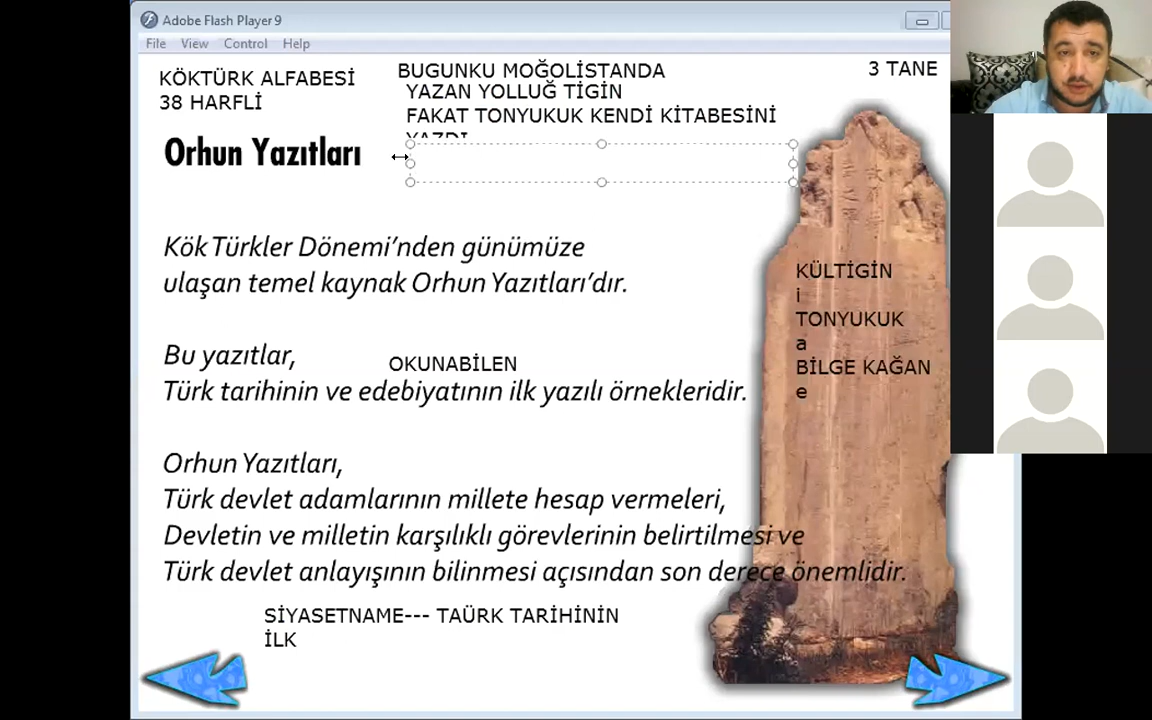 Adobe Flash Player 9
File View Control Help
KÖKTÜRK ALFABESİ
38 HARFLİ
BUGUNKU MOĞOLİSTANDA
YAZAN YOLLUĞ TİGİN
FAKAT TONYUKUK KENDİ KİTABESİNİ
YAZDI
3 TANE
Orhun Yazıtları
Kök Türkler Dönemi’nden günümüze
ulaşan temel kaynak Orhun Yazıtları’dır.
KÜLTİGİN
i
TONYUKUK
a
BİLGE KAĞAN
e
Bu yazıtlar,
OKUNABİLEN
Türk tarihinin ve edebiyatının ilk yazılı örnekleridir.
Orhun Yazıtları,
Türk devlet adamlarının millete hesap vermeleri,
Devletin ve milletin karşılıklı görevlerinin belirtilmesi ve
Türk devlet anlayışının bilinmesi açısından son derece önemlidir.
SİYASETNAME--- TAÜRK TARİHİNİN
İLK